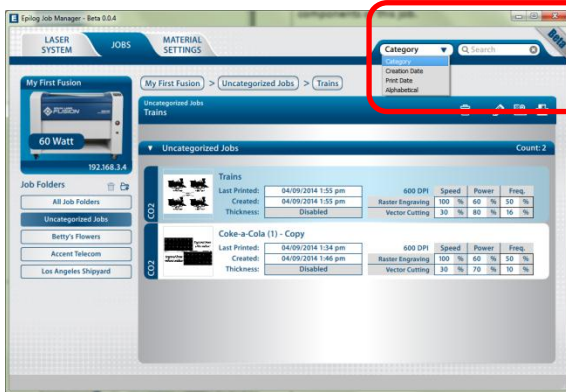 components of this job.
Epilog Job Manager - Beta 0.0.4
LASER SYSTEM
JOBS
MATERIAL SETTINGS
Category
Search
Beta
Category
Creation Date
Print Date
Alphabetical
My First Fusion
FUSION
60 Watt
192.168.3.4
My First Fusion > Uncategorized Jobs > Trains
Uncategorized Jobs
Trains
Job Folders
All Job Folders
Uncategorized Jobs
Betty's Flowers
Accent Telecom
Los Angeles Shipyard
Uncategorized Jobs Count: 2
CO2
Trains
Last Printed: 04/09/2014 1:55 pm 600 DPI Speed Power Freq.
Created: 04/09/2014 1:55 pm Raster Engraving 100 % 60 % 50 %
Thickness: Disabled Vector Cutting 30 % 80 % 16 %
CO2
Coke-a-Cola (1) - Copy
Last Printed: 04/09/2014 1:34 pm 600 DPI Speed Power Freq.
Created: 04/09/2014 1:46 pm Raster Engraving 100 % 60 % 50 %
Thickness: Disabled Vector Cutting 30 % 70 % 10 %